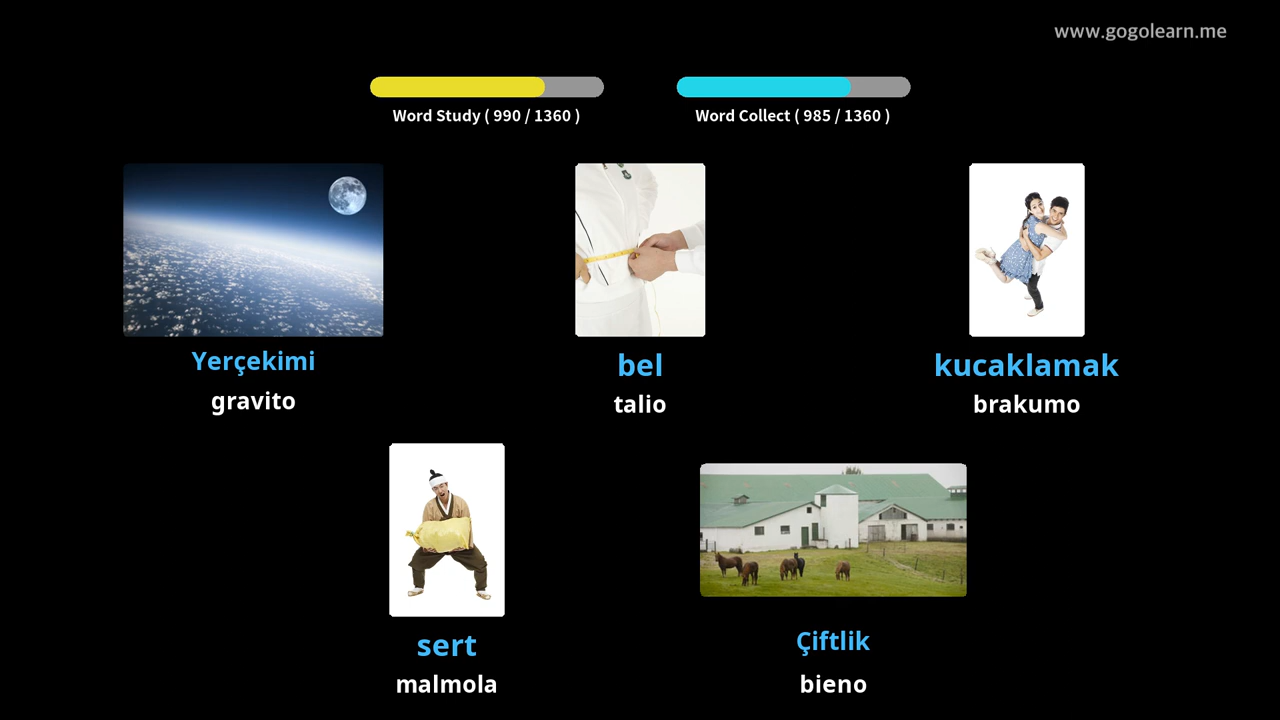 www.gogolearn.me
Word Study ( 990 / 1360 )
Word Collect ( 985 / 1360 )
Yerçekimi
gravito
bel
talio
kucaklamak
brakumo
sert
malmola
Çiftlik
bieno